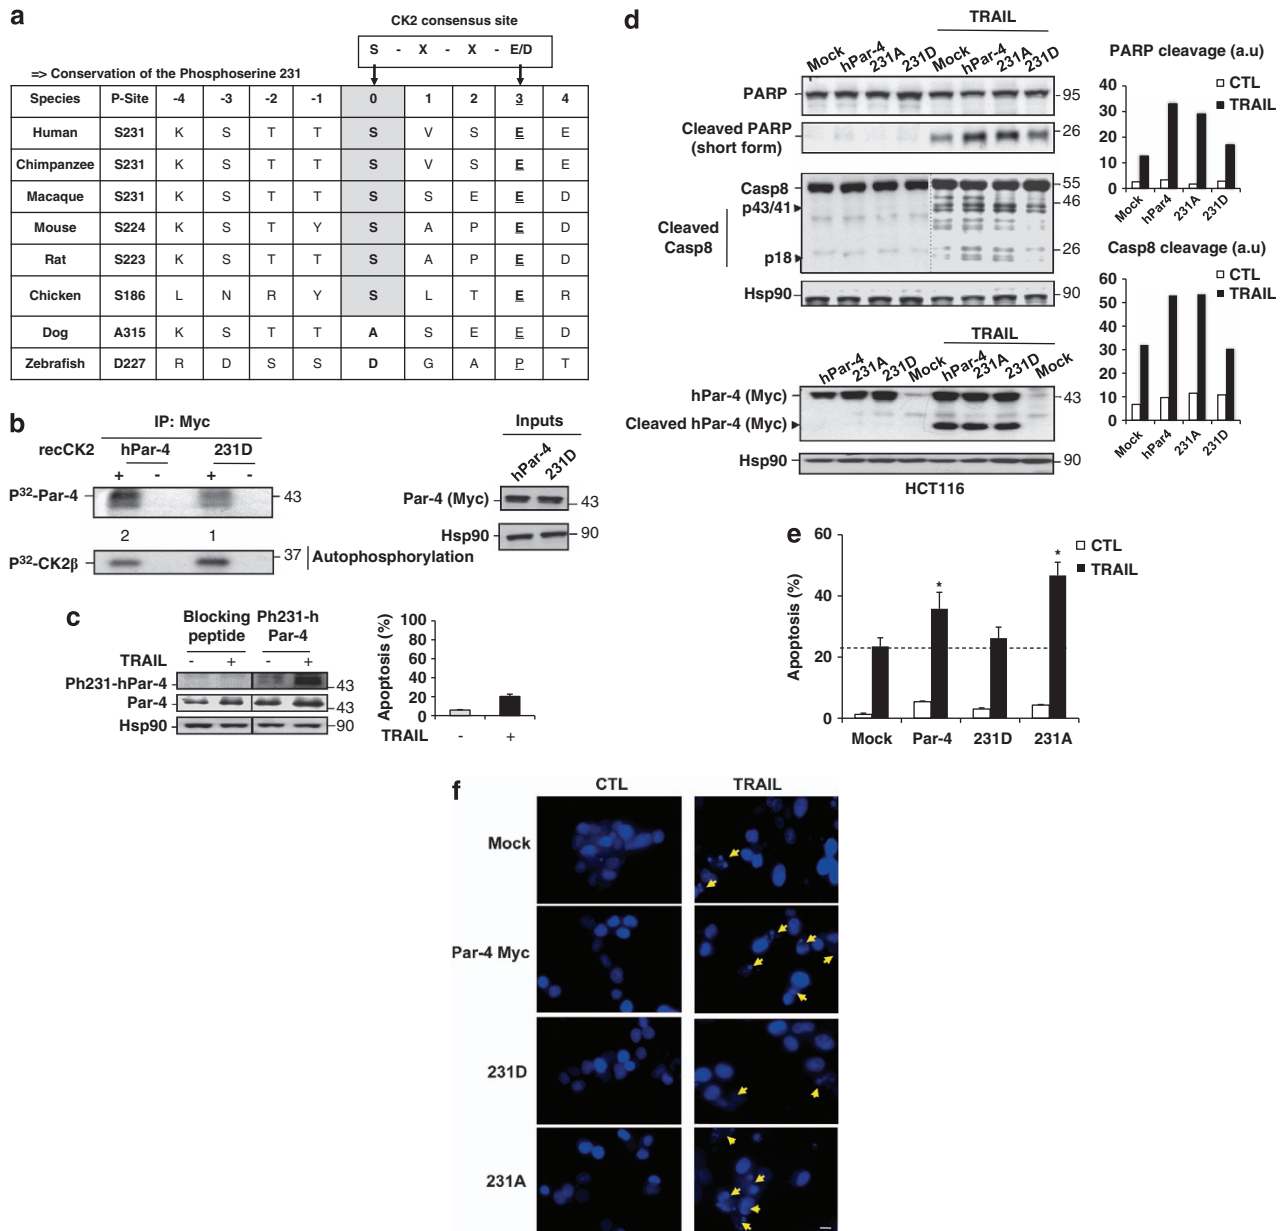 a
CK2 consensus site
S - X - X - E/D
=> Conservation of the Phosphoserine 231
Species P-Site -4 -3 -2 -1 0 1 2 3 4
Human S231 K S T T S V S E E
Chimpanzee S231 K S T T S V S E E
Macaque S231 K S T T S S E E D
Mouse S224 K S T Y S A P E D
Rat S223 K S T Y S A P E D
Chicken S186 L N R Y S L T E R
Dog A315 K S T T A S E E D
Zebrafish D227 R D S S D G A P T
b
IP: Myc
recCK2 hPar-4 231D
+ - + -
P32-Par-4 43
2 1
P32-CK2β 37 Autophosphorylation
Inputs
hPar-4 231D
Par-4 (Myc) 43
Hsp90 90
c
Blocking peptide
Ph231-h Par-4
TRAIL - + - +
Ph231-hPar-4 43
Par-4 43
Hsp90 90
Apoptosis (%)
100
80
60
40
20
0
TRAIL - +
d
TRAIL
Mock hPar-4 231A 231D Mock hPar-4 231A 231D
PARP 95
Cleaved PARP (short form) 26
Casp8 55
p43/41 46
Cleaved Casp8
26
p18
Hsp90 90
TRAIL
hPar-4 231A 231D Mock hPar-4 231A 231D Mock
hPar-4 (Myc) 43
Cleaved hPar-4 (Myc)
Hsp90 90
HCT116
PARP cleavage (a.u)
CTL
TRAIL
40
30
20
10
0
Mock hPar4 231A 231D
Casp8 cleavage (a.u)
CTL
TRAIL
60
50
40
30
20
10
0
Mock hPar4 231A 231D
e
CTL
TRAIL
Apoptosis (%)
60
40
20
0
* *
Mock Par-4 231D 231A
f
CTL TRAIL
Mock
Par-4 Myc
231D
231A